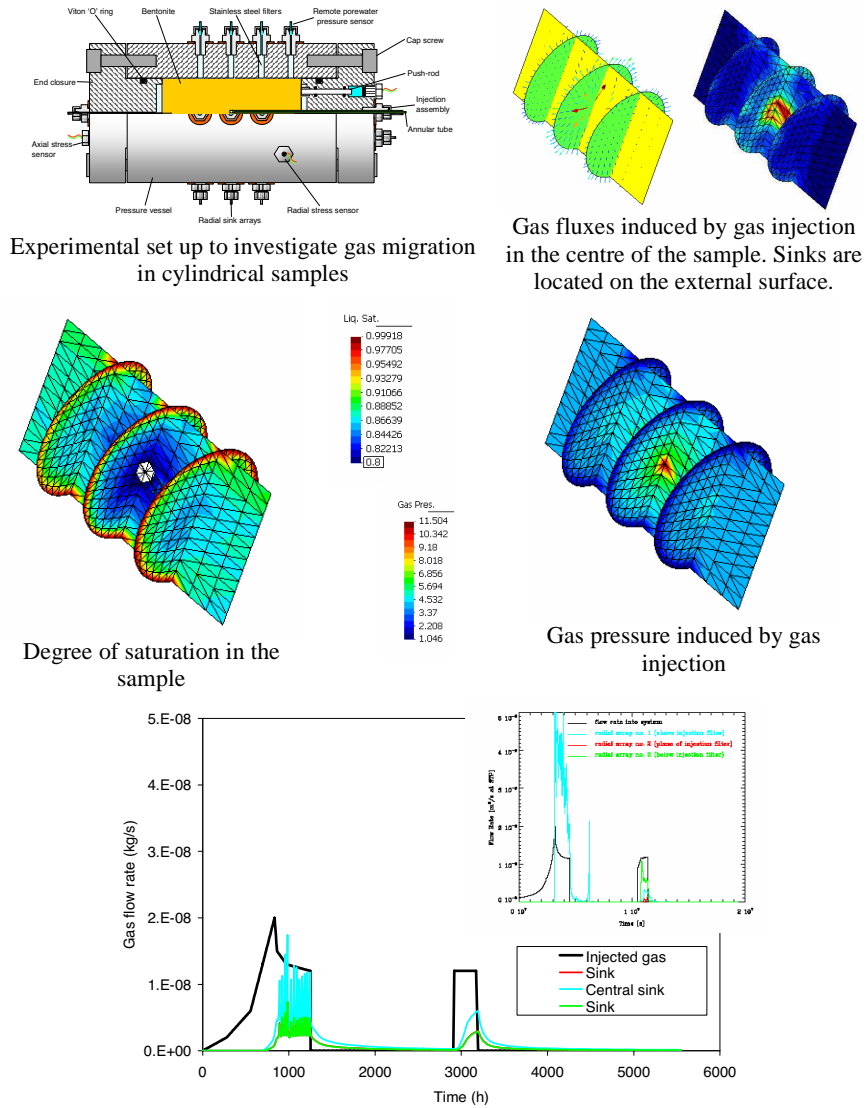 Viton 'O' ring
Bentonite
Stainless steel filters
Remote porewater
pressure sensor
Cap screw
Push-rod
End closure
Injection
assembly
Annular tube
Axial stress
sensor
Pressure vessel
Radial sink arrays
Radial stress sensor
Experimental set up to investigate gas migration
in cylindrical samples
Gas fluxes induced by gas injection
in the centre of the sample. Sinks are
located on the external surface.
Liq. Sat.
0.99918
0.97705
0.95492
0.93279
0.91066
0.88852
0.86639
0.84426
0.82213
0.8
Gas Pres.
11.504
10.342
9.18
8.018
6.856
5.694
4.532
3.37
2.208
1.046
Degree of saturation in the
sample
Gas pressure induced by gas
injection
5.E-08
4.E-08
3.E-08
2.E-08
1.E-08
0.E+00
Gas flow rate (kg/s)
0 1000 2000 3000 4000 5000 6000
Time (h)
flow rate into system
radial array no. 1 (above injection filter)
radial array no. 2 (plane of injection filter)
radial array no. 3 (below injection filter)
Time [s]
Injected gas
Sink
Central sink
Sink